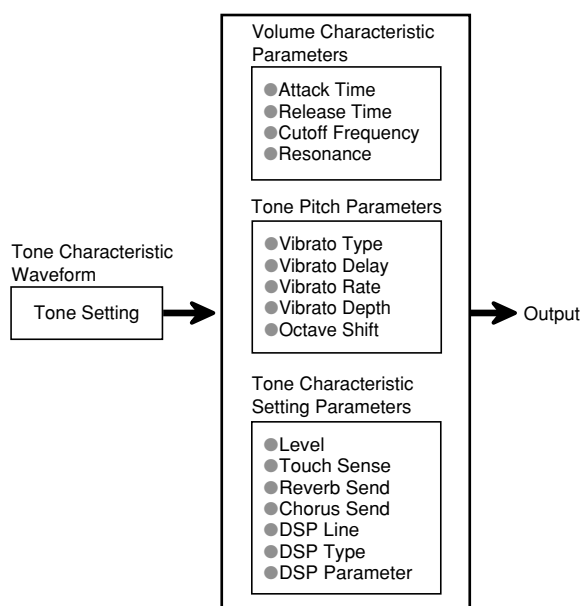 Tone Characteristic
Waveform
Tone Setting
Volume Characteristic
Parameters
●Attack Time
●Release Time
●Cutoff Frequency
●Resonance
Tone Pitch Parameters
●Vibrato Type
●Vibrato Delay
●Vibrato Rate
●Vibrato Depth
●Octave Shift
Tone Characteristic
Setting Parameters
●Level
●Touch Sense
●Reverb Send
●Chorus Send
●DSP Line
●DSP Type
●DSP Parameter
Output